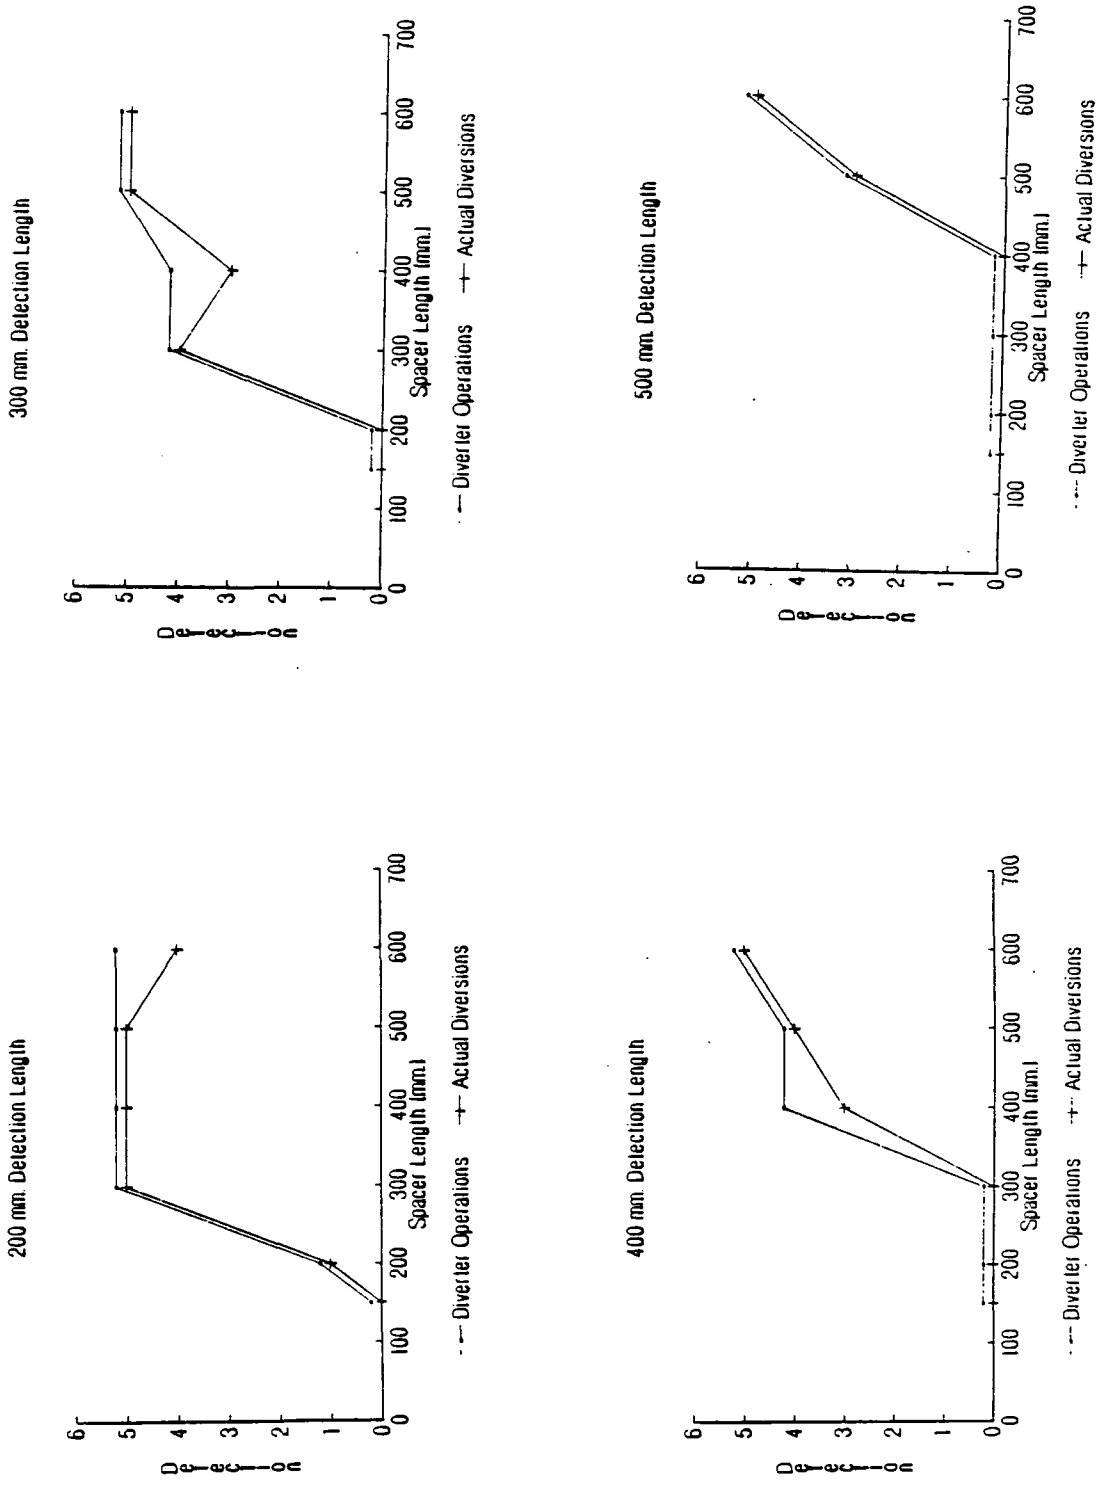 200 mm. Detection Length
6
5
4
3
2
1
0
Detection
0 100 200 300 400 500 600 700
Spacer Length (mm.)
Diverter Operations Actual Diversions
300 mm. Detection Length
6
5
4
3
2
1
0
Detection
0 100 200 300 400 500 600 700
Spacer Length (mm.)
Diverter Operations Actual Diversions
400 mm. Detection Length
6
5
4
3
2
1
0
Detection
0 100 200 300 400 500 600 700
Spacer Length (mm.)
Diverter Operations Actual Diversions
500 mm. Detection Length
6
5
4
3
2
1
0
Detection
0 100 200 300 400 500 600 700
Spacer Length (mm.)
Diverter Operations Actual Diversions